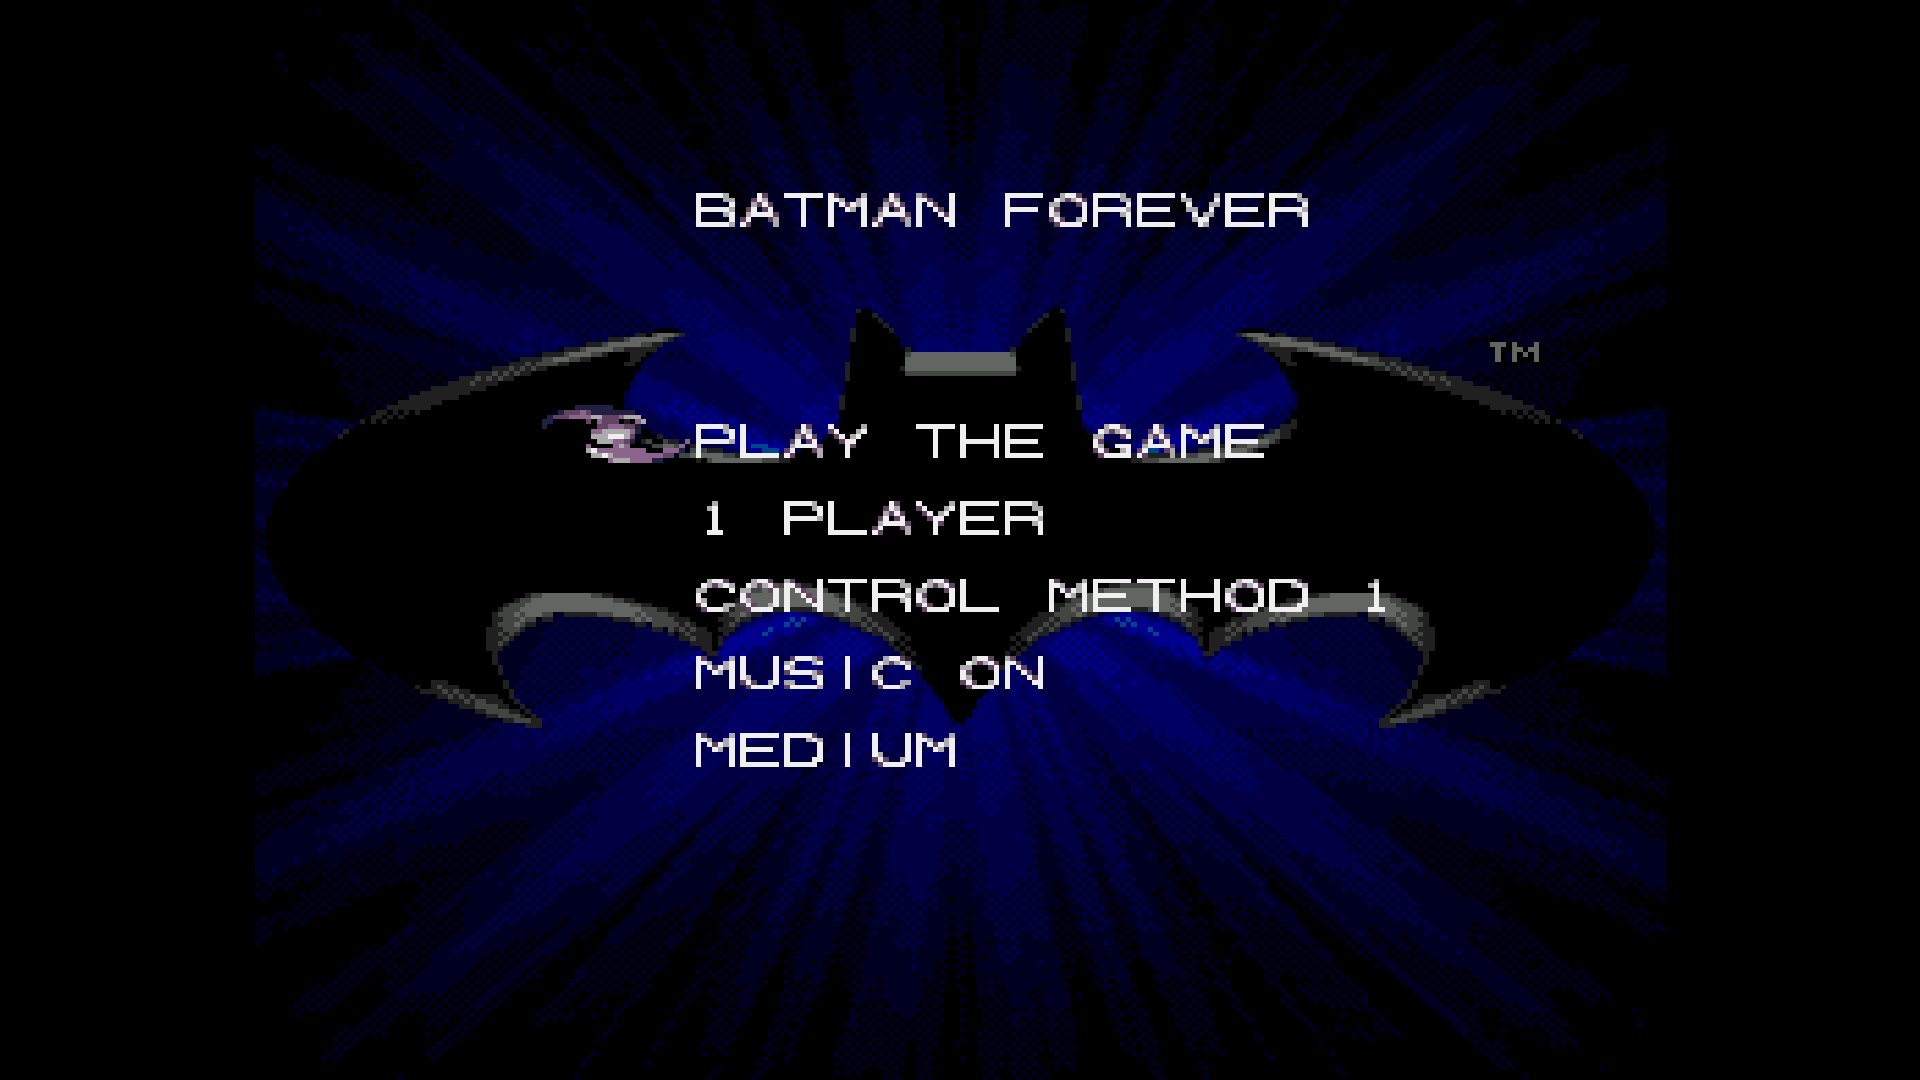 BATMAN FOREVER
TM
PLAY THE GAME
1 PLAYER
CONTROL METHOD 1
MUSIC ON
MEDIUM